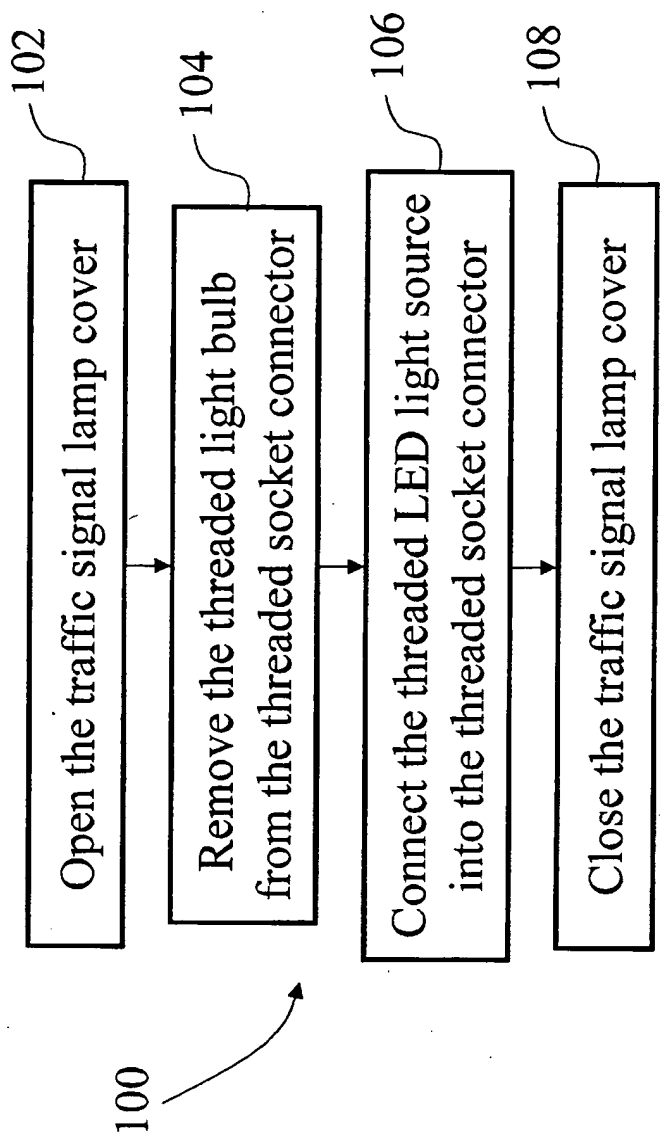 100
Open the traffic signal lamp cover
102
Remove the threaded light bulb
from the threaded socket connector
104
Connect the threaded LED light source
into the threaded socket connector
106
Close the traffic signal lamp cover
108